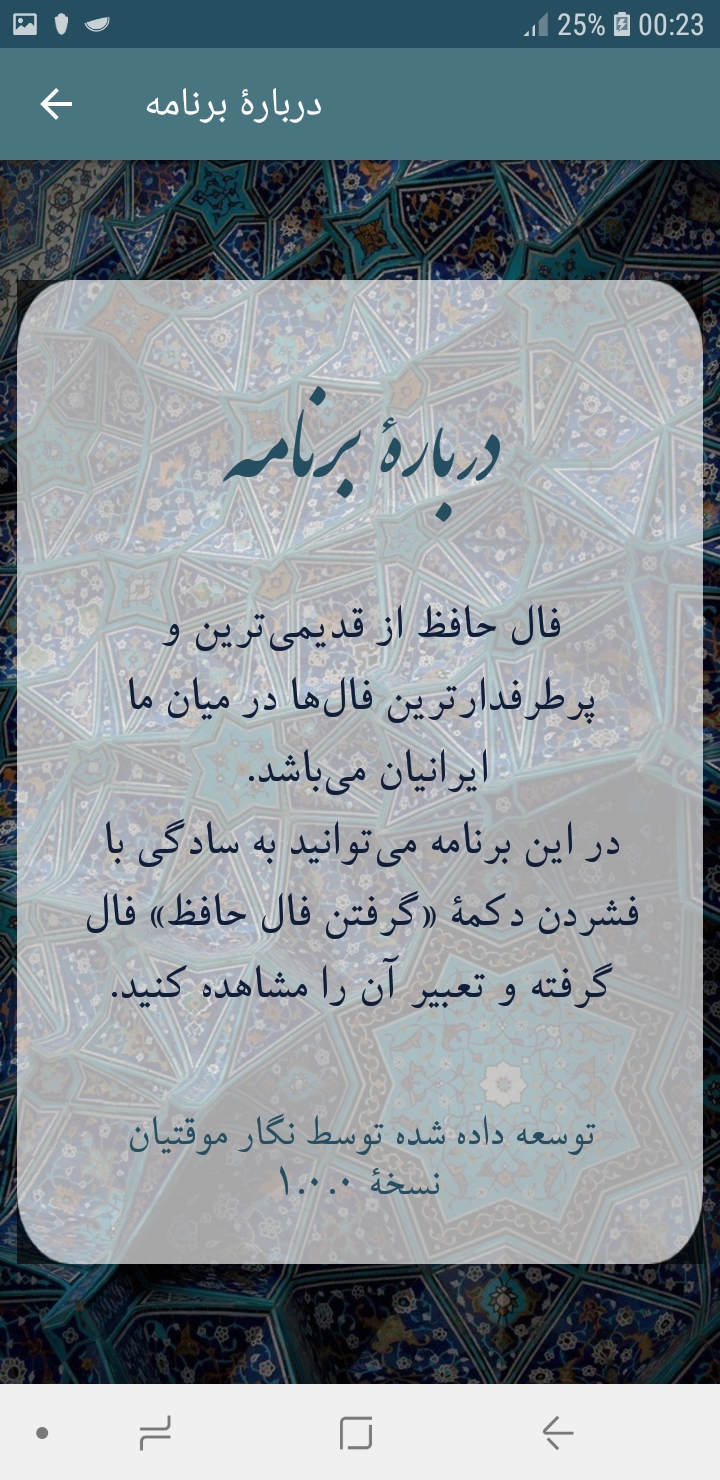 25% 00:23
دربارهٔ برنامه
دربارهٔ برنامه
فال حافظ از قدیمی‌ترین و
پرطرفدارترین فال‌ها در میان ما
ایرانیان می‌باشد.
در این برنامه می‌توانید به سادگی با
فشردن دکمهٔ «گرفتن فال حافظ» فال
گرفته و تعبیر آن را مشاهده کنید.
توسعه داده شده توسط نگار موقتیان
نسخهٔ ۱.۰.۰